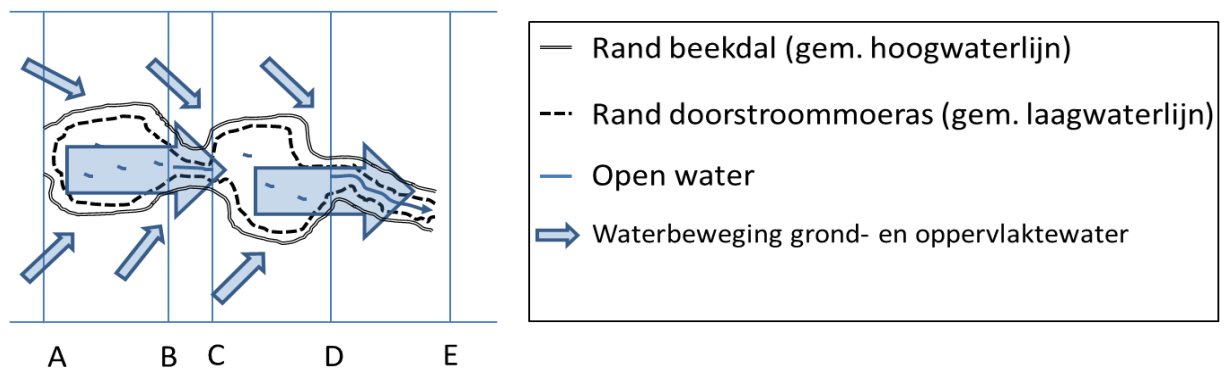 Rand beekdal (gem. hoogwaterlijn)
Rand doorstroommoeras (gem. laagwaterlijn)
Open water
Waterbeweging grond- en oppervlaktewater
A B C D E